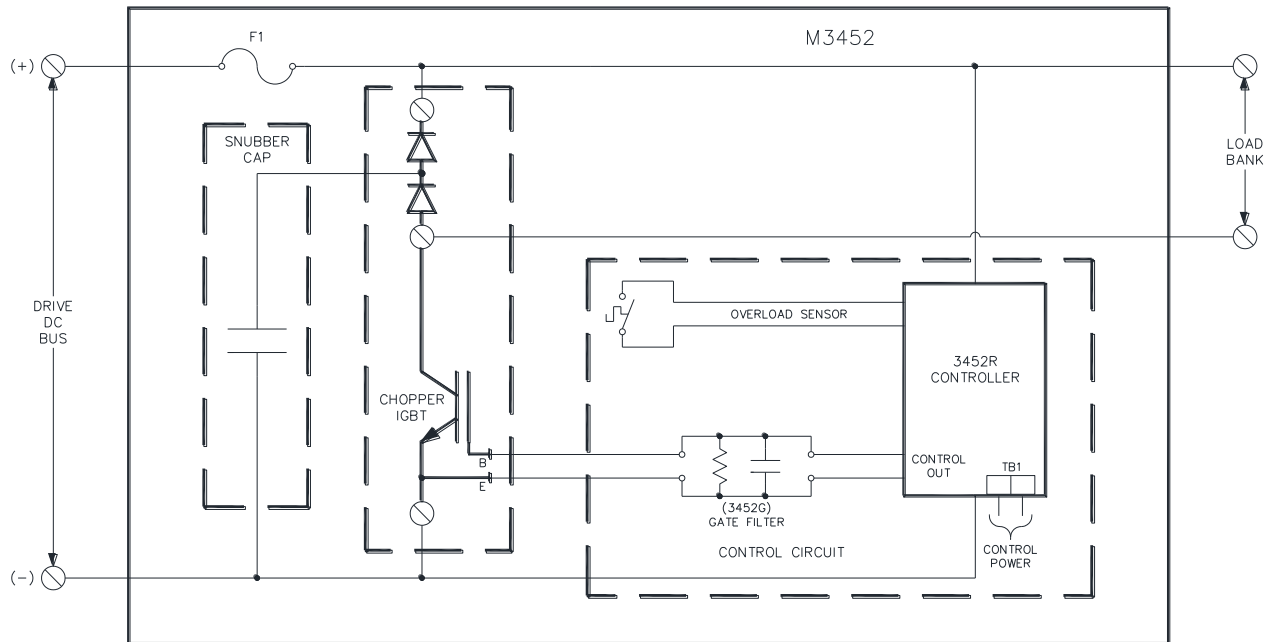 M3452
F1
(+)
SNUBBER
CAP
LOAD
BANK
DRIVE
DC
BUS
OVERLOAD SENSOR
3452R
CONTROLLER
CHOPPER
IGBT
B
E
CONTROL
OUT
TB1
(3452G)
GATE FILTER
CONTROL CIRCUIT
CONTROL
POWER
(-)